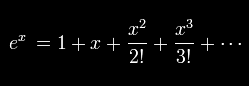 e^x = 1 + x + x^2/2! + x^3/3! + ⋯